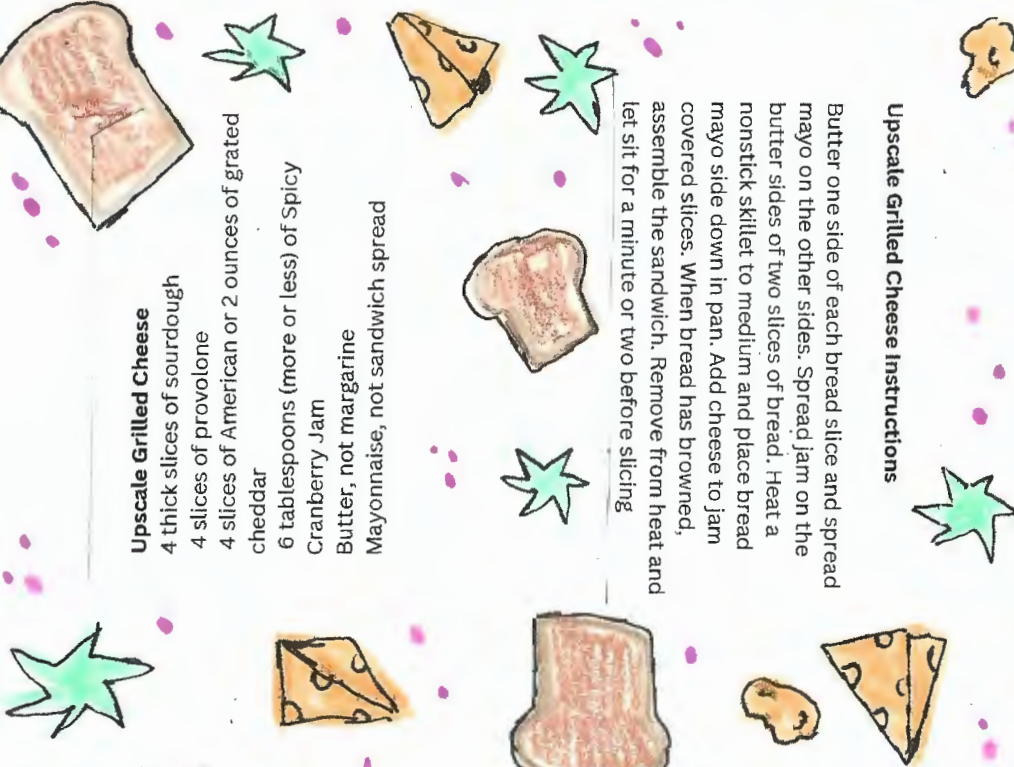 Upscale Grilled Cheese
4 thick slices of sourdough
4 slices of provolone
4 slices of American or 2 ounces of grated
cheddar
6 tablespoons (more or less) of Spicy
Cranberry Jam
Butter, not margarine
Mayonnaise, not sandwich spread
Upscale Grilled Cheese Instructions
Butter one side of each bread slice and spread
mayo on the other sides. Spread jam on the
butter sides of two slices of bread. Heat a
nonstick skillet to medium and place bread
mayo side down in pan. Add cheese to jam
covered slices. When bread has browned,
assemble the sandwich. Remove from heat and
let sit for a minute or two before slicing